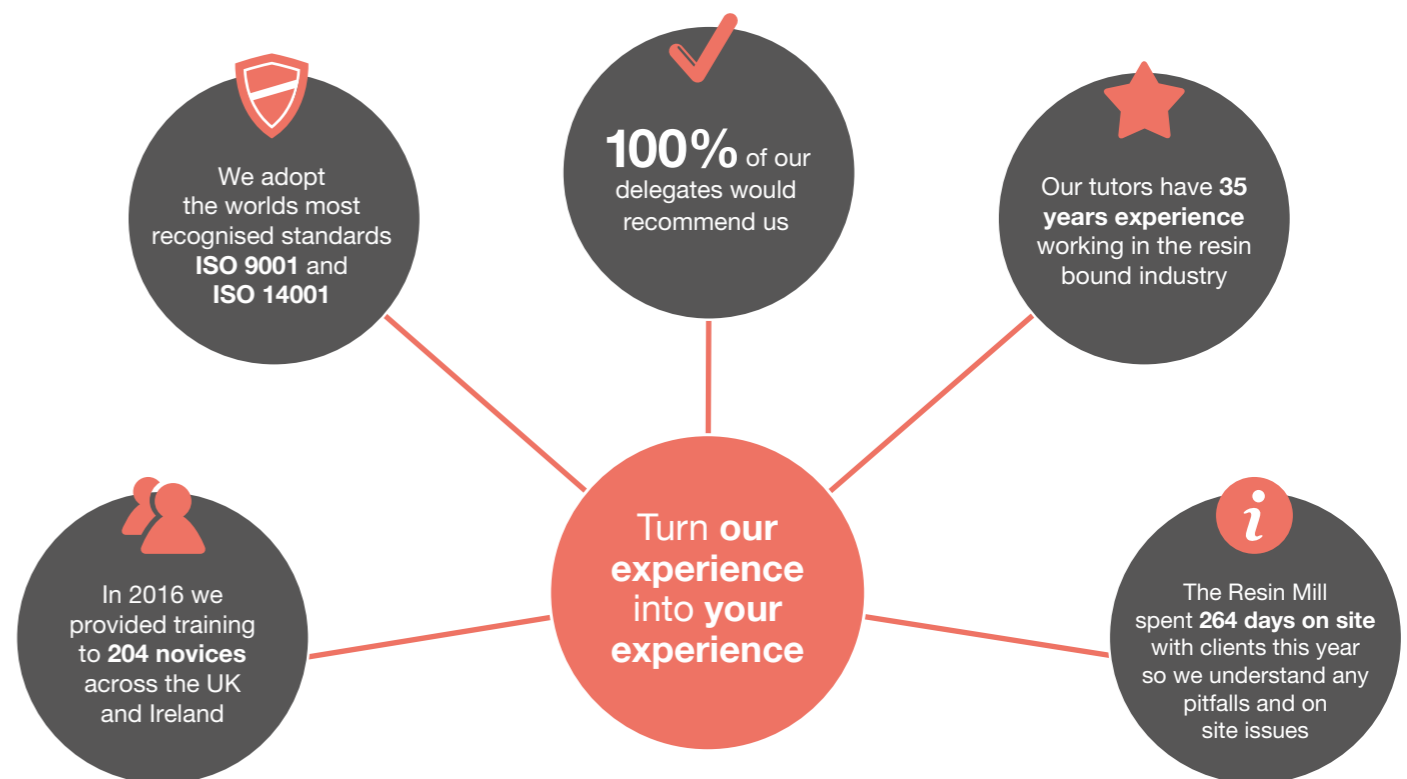 We adopt
the worlds most
recognised standards
ISO 9001 and
ISO 14001
100% of our
delegates would
recommend us
Our tutors have 35
years experience
working in the resin
bound industry
In 2016 we
provided training
to 204 novices
across the UK
and Ireland
Turn our
experience
into your
experience
i
The Resin Mill
spent 264 days on site
with clients this year
so we understand any
pitfalls and on
site issues